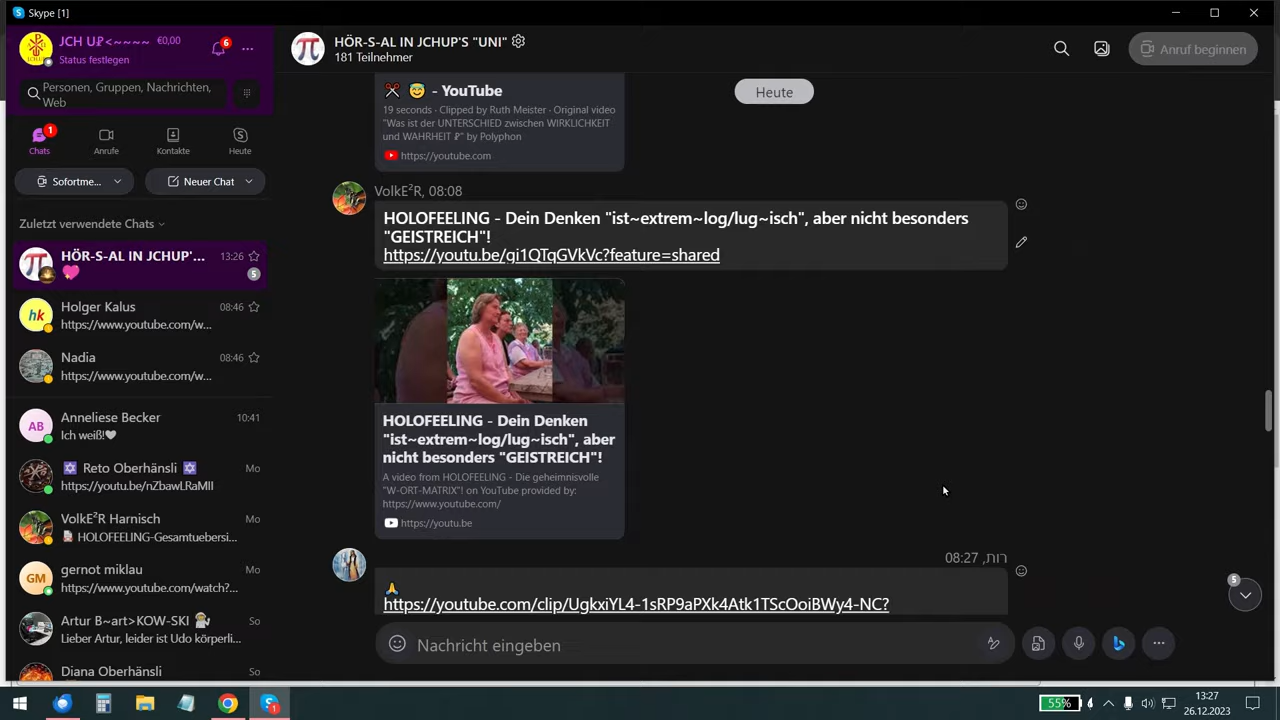 Skype [1]
JCH U₽<~~~~ €0,00
6
Status festlegen
Personen, Gruppen, Nachrichten, Web
1
Chats
Anrufe
Kontakte
Heute
Sofortme...
Neuer Chat
Zuletzt verwendete Chats
HÖR-S-AL IN JCHUP'... 13:26
5
Holger Kalus 08:46
https://www.youtube.com/w...
Nadia 08:46
https://www.youtube.com/w...
AB
Anneliese Becker 10:41
Ich weiß!🖤
🔯 Reto Oberhänsli 🔯 Mo
https://youtu.be/nZbawLRaMII
VolkE²R Harnisch Mo
HOLOFEELING-Gesamtuebersi...
GM
gernot miklau Mo
https://www.youtube.com/watch?...
Artur B~art>KOW-SKI So
Lieber Artur, leider ist Udo körperli...
Diana Oberhänsli So
HÖR-S-AL IN JCHUP'S "UNI"
181 Teilnehmer
Anruf beginnen
Heute
✂️ 😇 - YouTube
19 seconds · Clipped by Ruth Meister · Original video
"Was ist der UNTERSCHIED zwischen WIRKLICHKEIT
und WAHRHEIT ₽" by Polyphon
https://youtube.com
VolkE²R, 08:08
HOLOFEELING - Dein Denken "ist~extrem~log/lug~isch", aber nicht besonders
"GEISTREICH"!
https://youtu.be/gi1QTqGVkVc?feature=shared
HOLOFEELING - Dein Denken
"ist~extrem~log/lug~isch", aber
nicht besonders "GEISTREICH"!
A video from HOLOFEELING - Die geheimnisvolle
"W-ORT-MATRIX"! on YouTube provided by:
https://www.youtube.com/
https://youtu.be
רות, 08:27
🙏
https://youtube.com/clip/UgkxiYL4-1sRP9aPXk4Atk1TScOoiBWy4-NC?
5
Nachricht eingeben
55%
13:27
26.12.2023
1